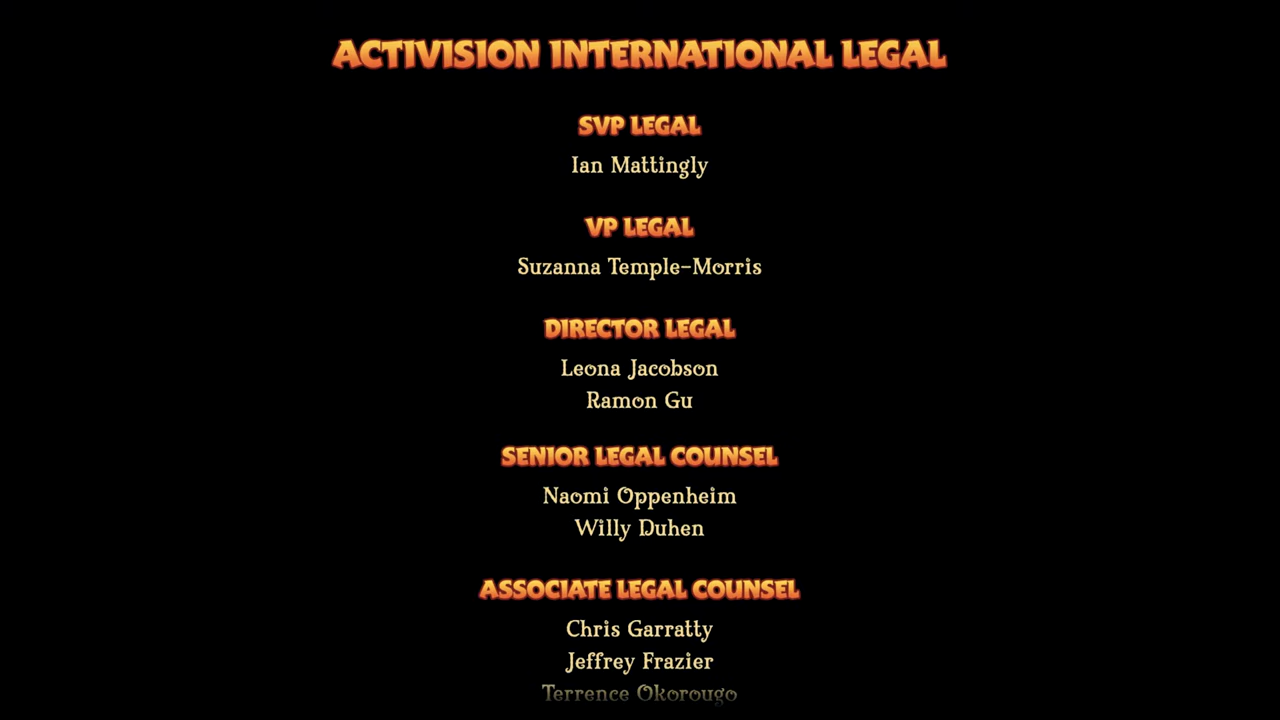 ACTIVISION INTERNATIONAL LEGAL
SVP LEGAL
Ian Mattingly
VP LEGAL
Suzanna Temple-Morris
DIRECTOR LEGAL
Leona Jacobson
Ramon Gu
SENIOR LEGAL COUNSEL
Naomi Oppenheim
Willy Duhen
ASSOCIATE LEGAL COUNSEL
Chris Garratty
Jeffrey Frazier
Terrence Okorougo